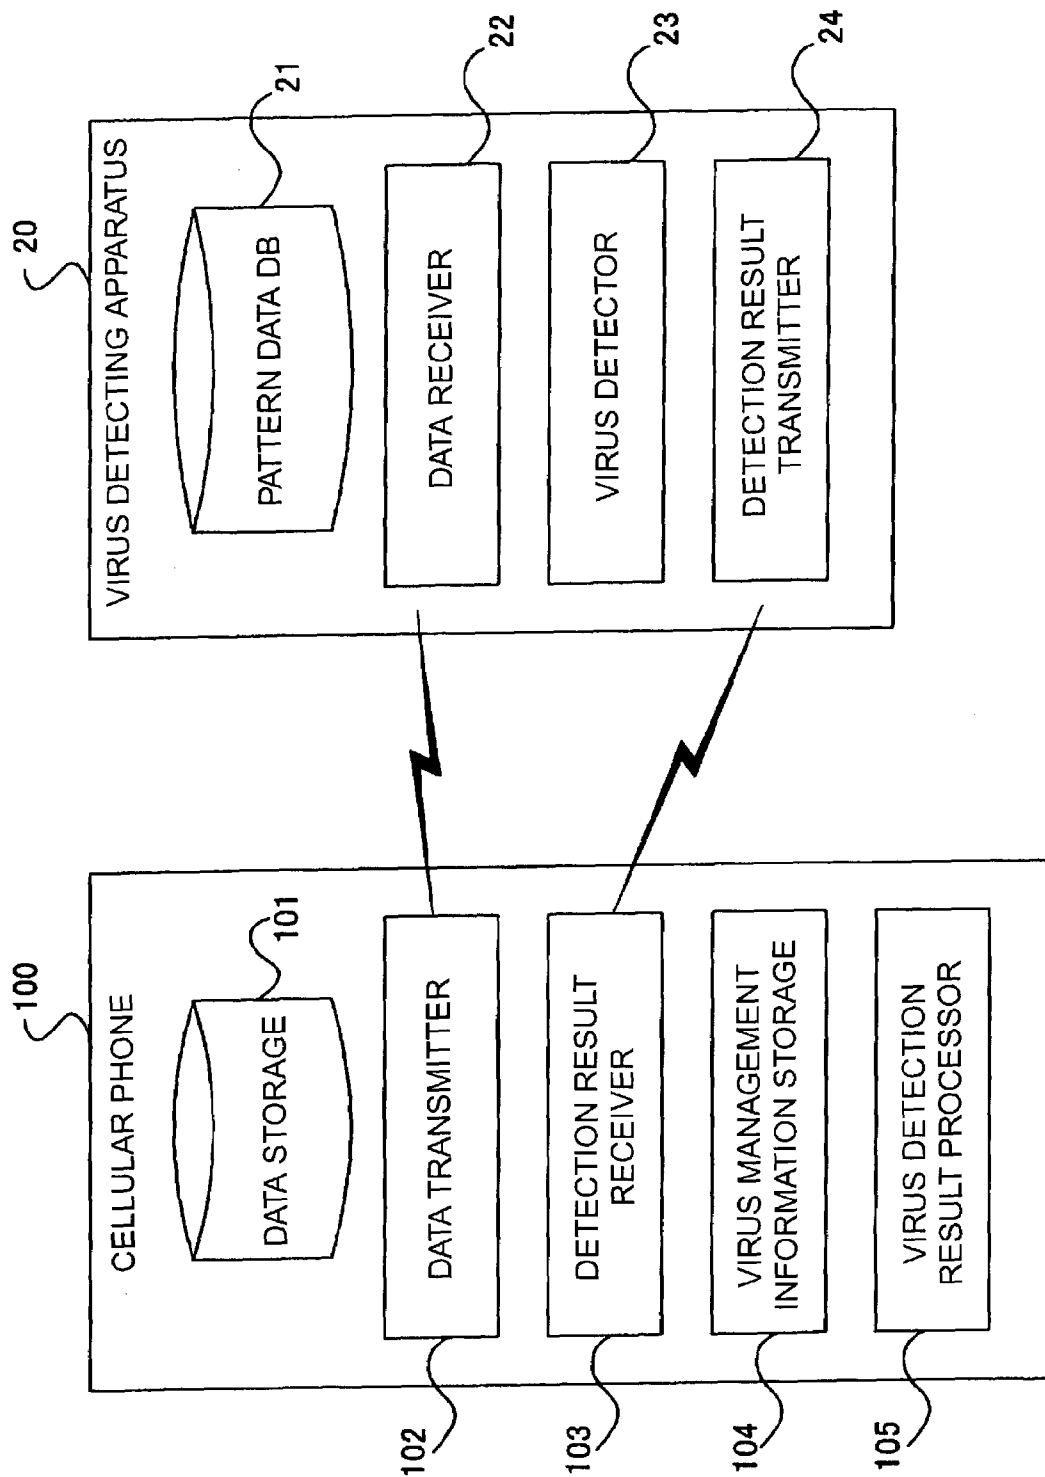 100
CELLULAR PHONE
DATA STORAGE
101
DATA TRANSMITTER
102
DETECTION RESULT
RECEIVER
103
VIRUS MANAGEMENT
INFORMATION STORAGE
104
VIRUS DETECTION
RESULT PROCESSOR
105
20
VIRUS DETECTING APPARATUS
PATTERN DATA DB
21
DATA RECEIVER
22
VIRUS DETECTOR
23
DETECTION RESULT
TRANSMITTER
24